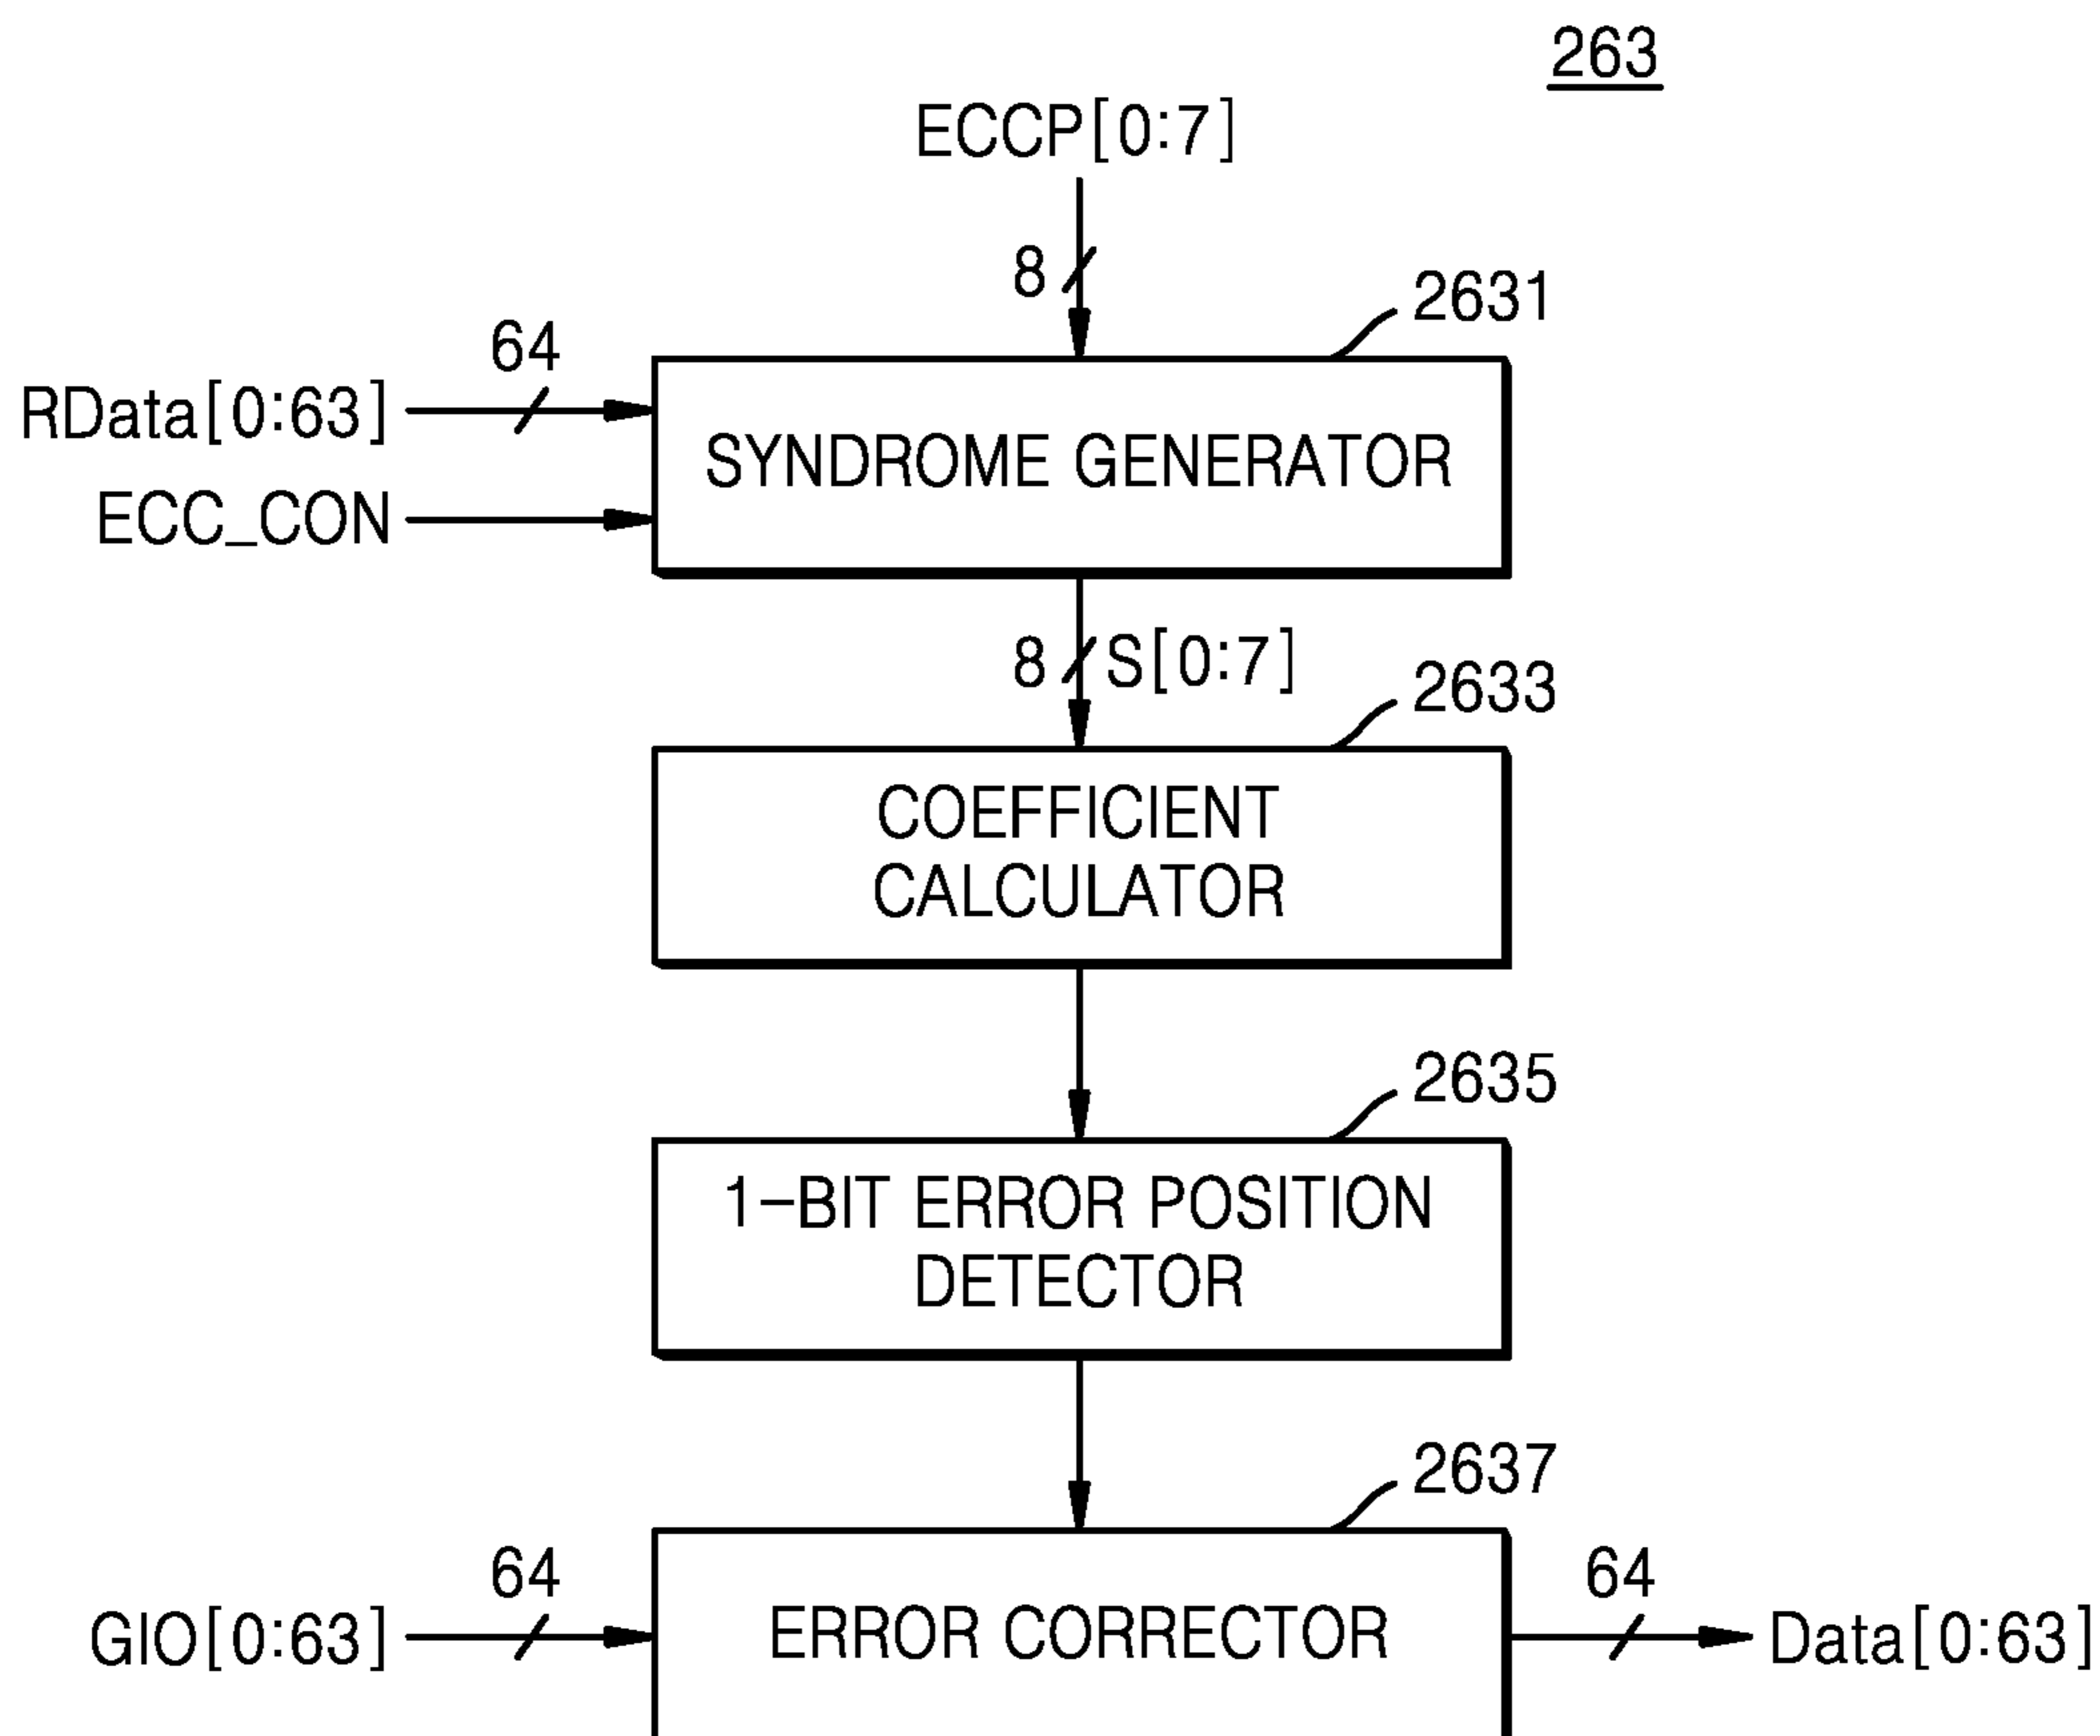 263
ECCP[0:7]
8
2631
64
RData[0:63]
SYNDROME GENERATOR
ECC_CON
8 S[0:7]
2633
COEFFICIENT
CALCULATOR
2635
1-BIT ERROR POSITION
DETECTOR
2637
64
64
GIO[0:63]
ERROR CORRECTOR
Data[0:63]